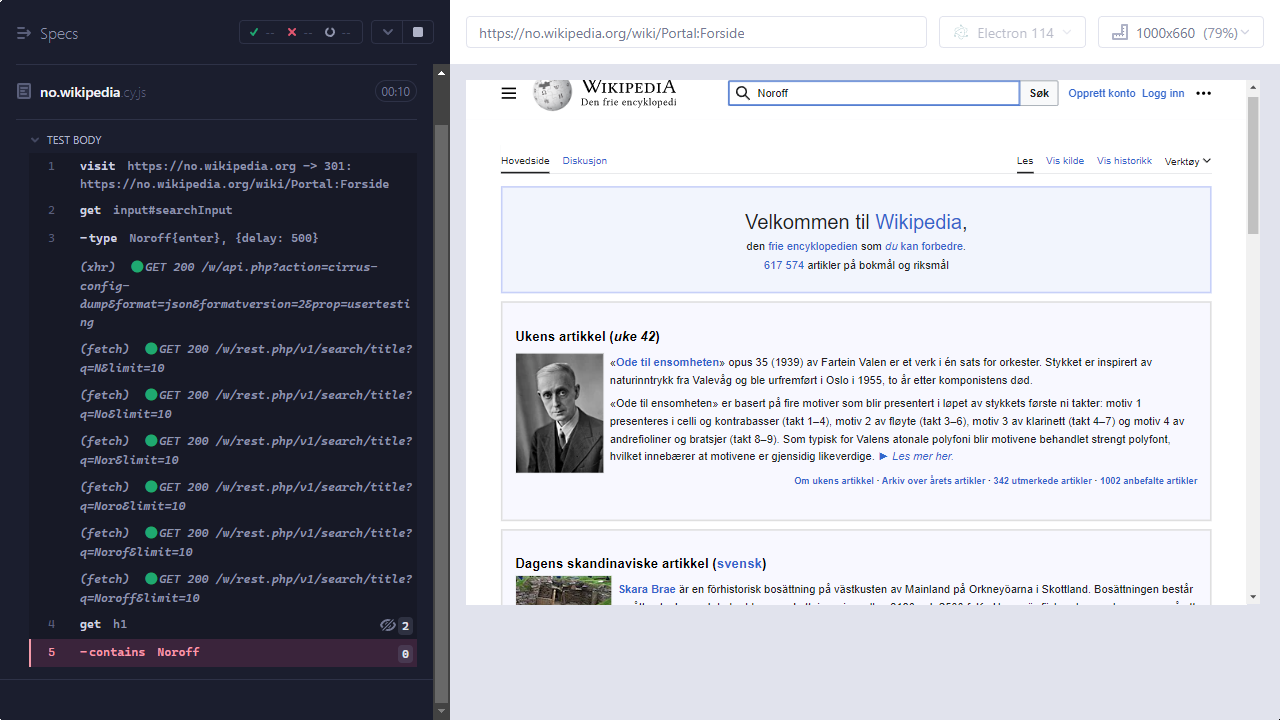 Specs
-- -- --
no.wikipedia.cy.js 00:10
TEST BODY
1 visit https://no.wikipedia.org -> 301:
https://no.wikipedia.org/wiki/Portal:Forside
2 get input#searchInput
3 -type Noroff{enter}, {delay: 500}
(xhr) GET 200 /w/api.php?action=cirrus-
config-
dump&format=json&formatversion=2&prop=usertesti
ng
(fetch) GET 200 /w/rest.php/v1/search/title?
q=N&limit=10
(fetch) GET 200 /w/rest.php/v1/search/title?
q=No&limit=10
(fetch) GET 200 /w/rest.php/v1/search/title?
q=Nor&limit=10
(fetch) GET 200 /w/rest.php/v1/search/title?
q=Noro&limit=10
(fetch) GET 200 /w/rest.php/v1/search/title?
q=Norof&limit=10
(fetch) GET 200 /w/rest.php/v1/search/title?
q=Noroff&limit=10
4 get h1 2
5 -contains Noroff 0
https://no.wikipedia.org/wiki/Portal:Forside
Electron 114
1000x660 (79%)
WIKIPEDIA
Den frie encyklopedi
Noroff
Søk
Opprett konto Logg inn
Hovedside Diskusjon
Les Vis kilde Vis historikk Verktøy
Velkommen til Wikipedia,
den frie encyklopedien som du kan forbedre.
617 574 artikler på bokmål og riksmål
Ukens artikkel (uke 42)
«Ode til ensomheten» opus 35 (1939) av Fartein Valen er et verk i én sats for orkester. Stykket er inspirert av
naturinntrykk fra Valevåg og ble urfremført i Oslo i 1955, to år etter komponistens død.
«Ode til ensomheten» er basert på fire motiver som blir presentert i løpet av stykkets første ni takter: motiv 1
presenteres i celli og kontrabasser (takt 1–4), motiv 2 av fløyte (takt 3–6), motiv 3 av klarinett (takt 4–7) og motiv 4 av
andrefioliner og bratsjer (takt 8–9). Som typisk for Valens atonale polyfoni blir motivene behandlet strengt polyfont,
hvilket innebærer at motivene er gjensidig likeverdige. ► Les mer her.
Om ukens artikkel · Arkiv over årets artikler · 342 utmerkede artikler · 1002 anbefalte artikler
Dagens skandinaviske artikkel (svensk)
Skara Brae är en förhistorisk bosättning på västkusten av Mainland på Orkneyöarna i Skottland. Bosättningen består